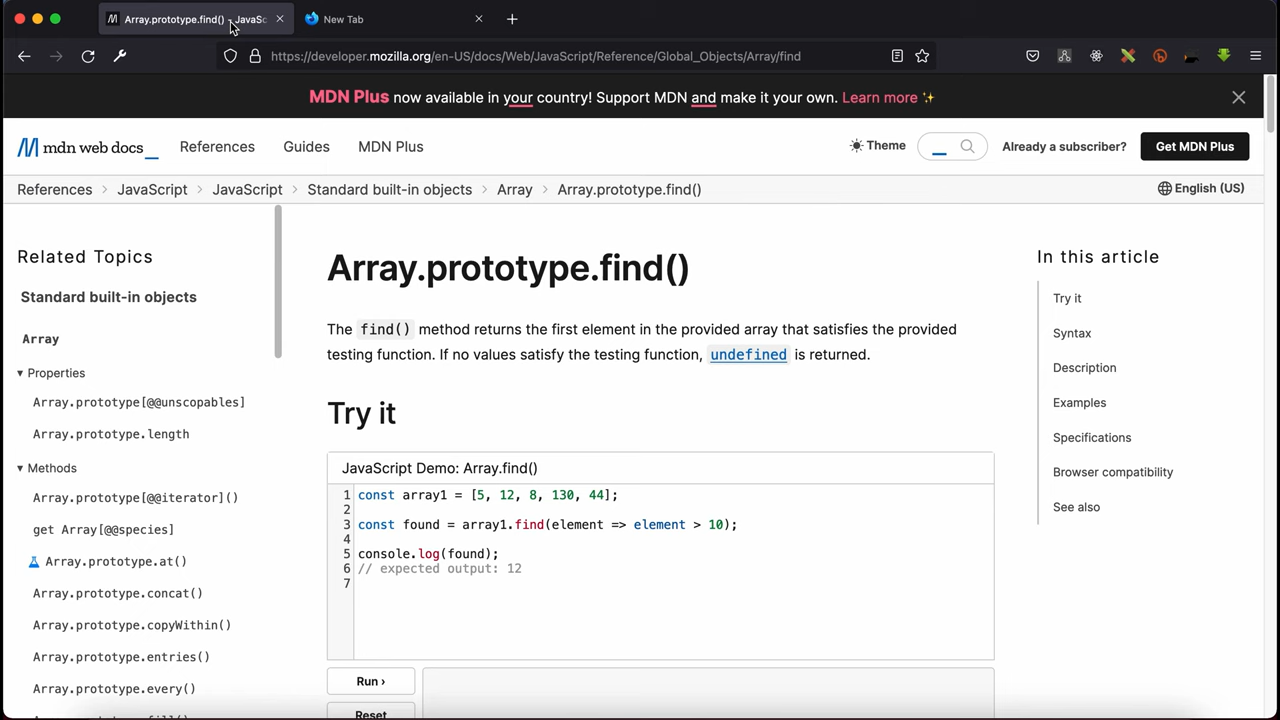 Array.prototype.find() - JavaSc
New Tab
https://developer.mozilla.org/en-US/docs/Web/JavaScript/Reference/Global_Objects/Array/find
MDN Plus now available in your country! Support MDN and make it your own. Learn more ✨
mdn web docs_
References
Guides
MDN Plus
Theme
Already a subscriber?
Get MDN Plus
References > JavaScript > JavaScript > Standard built-in objects > Array > Array.prototype.find()
English (US)
Related Topics
Standard built-in objects
Array
Properties
Array.prototype[@@unscopables]
Array.prototype.length
Methods
Array.prototype[@@iterator]()
get Array[@@species]
Array.prototype.at()
Array.prototype.concat()
Array.prototype.copyWithin()
Array.prototype.entries()
Array.prototype.every()
Array.prototype.fill()
Array.prototype.find()
The find() method returns the first element in the provided array that satisfies the provided
testing function. If no values satisfy the testing function, undefined is returned.
Try it
JavaScript Demo: Array.find()
1 const array1 = [5, 12, 8, 130, 44];
2
3 const found = array1.find(element => element > 10);
4
5 console.log(found);
6 // expected output: 12
7
Run ›
Reset
In this article
Try it
Syntax
Description
Examples
Specifications
Browser compatibility
See also